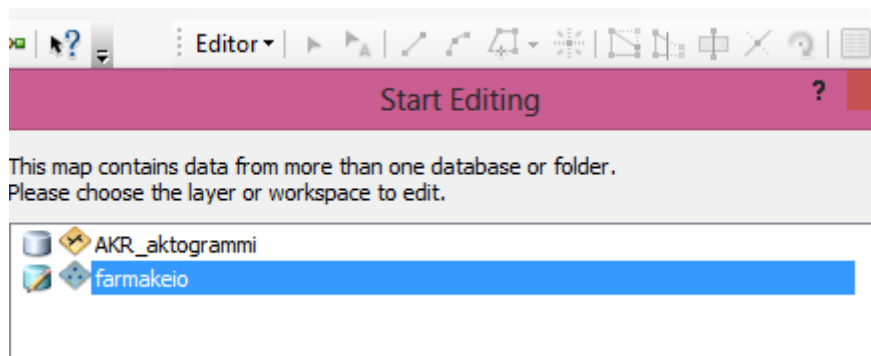 Editor
Start Editing
?
This map contains data from more than one database or folder.
Please choose the layer or workspace to edit.
AKR_aktogrammi
farmakeio